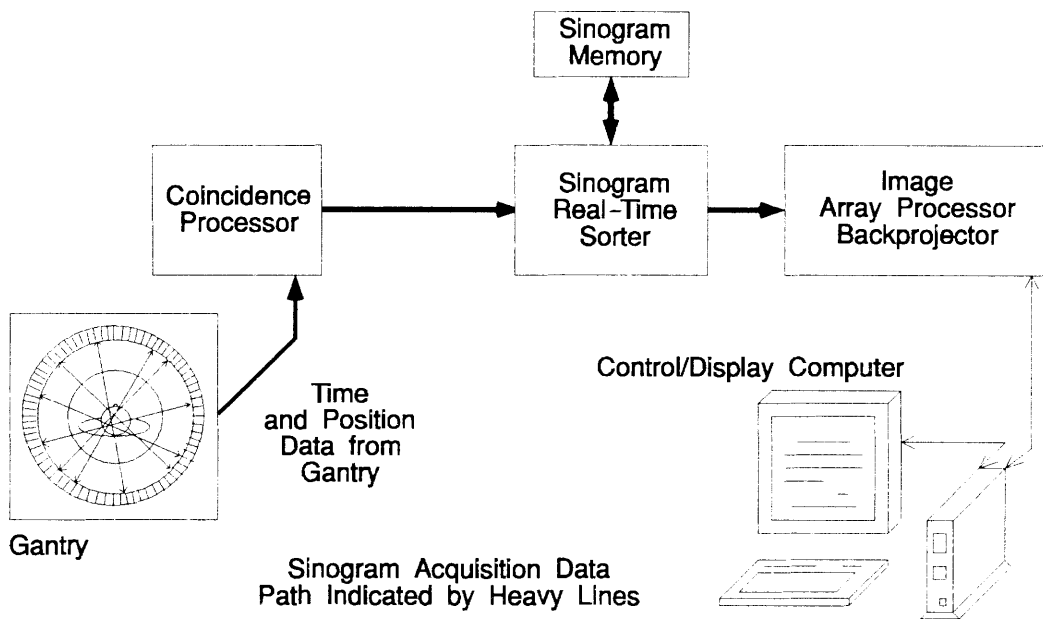 Sinogram
Memory
Coincidence
Processor
Sinogram
Real-Time
Sorter
Image
Array Processor
Backprojector
Time
and Position
Data from
Gantry
Control/Display Computer
Gantry
Sinogram Acquisition Data
Path Indicated by Heavy Lines